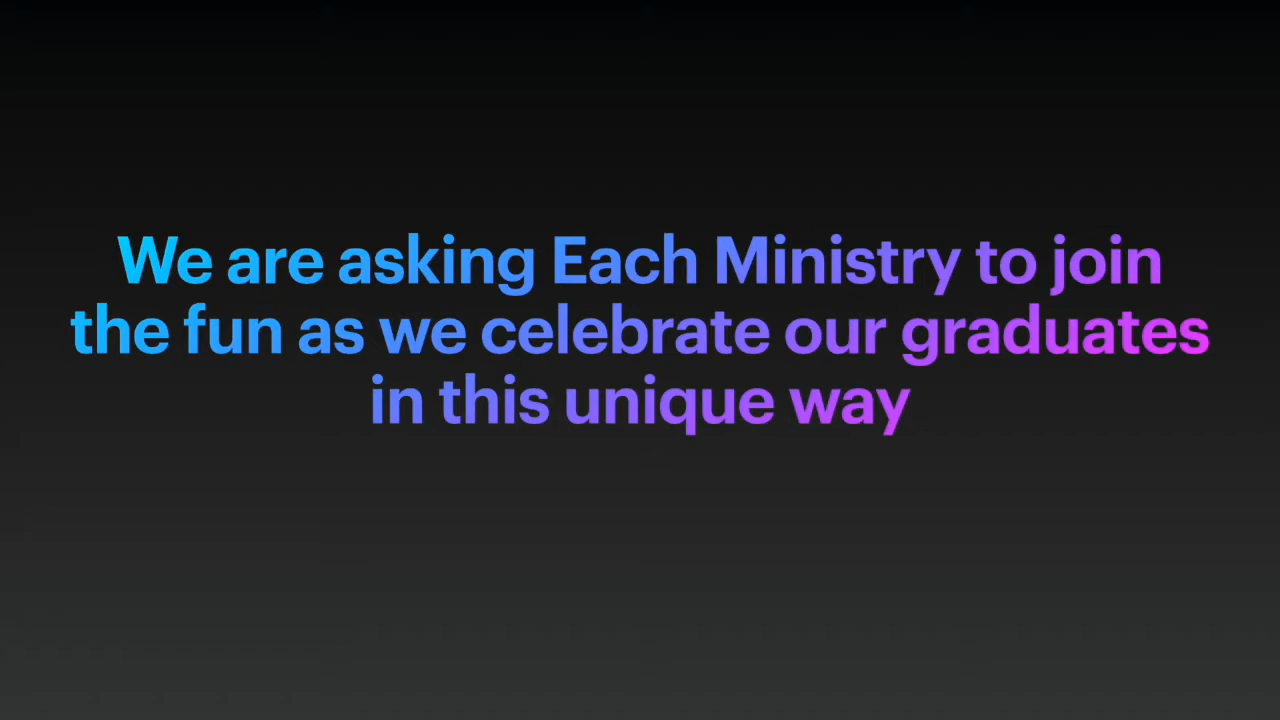 We are asking Each Ministry to join
the fun as we celebrate our graduates
in this unique way